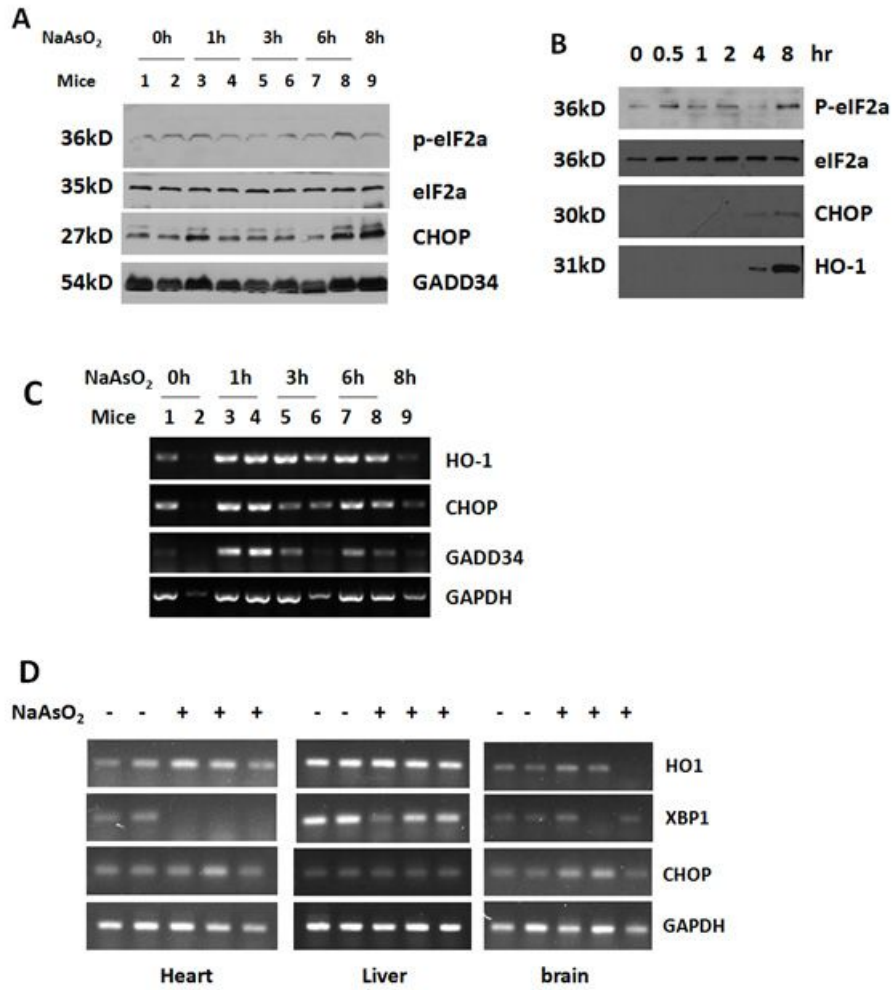 A
NaAsO₂ 0h 1h 3h 6h 8h
Mice 1 2 3 4 5 6 7 8 9
36kD p-eIF2a
35kD eIF2a
27kD CHOP
54kD GADD34
B
0 0.5 1 2 4 8 hr
36kD P-eIF2a
36kD eIF2a
30kD CHOP
31kD HO-1
C
NaAsO₂ 0h 1h 3h 6h 8h
Mice 1 2 3 4 5 6 7 8 9
HO-1
CHOP
GADD34
GAPDH
D
NaAsO₂ - - + + + - - + + + - - + + +
HO1
XBP1
CHOP
GAPDH
Heart Liver brain